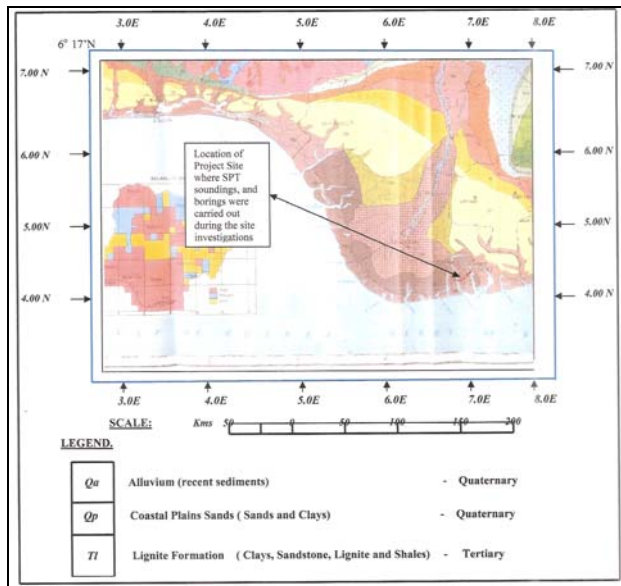 3.0E 4.0E 5.0E 6.0E 7.0E 8.0E
6° 17"N
7.00 N 7.00 N
6.00 N 6.00 N
5.00 N 5.00 N
4.00 N 4.00 N
Location of
Project Site
where SPT
soundings, and
borings were
carried out
during the site
investigations
3.0E 4.0E 5.0E 6.0E 7.0E 8.0E
SCALE: Kms 50 0 50 100 150 200
LEGEND.
Qa Alluvium (recent sediments) - Quaternary
Qp Coastal Plains Sands ( Sands and Clays) - Quaternary
Tl Lignite Formation ( Clays, Sandstone, Lignite and Shales) - Tertiary